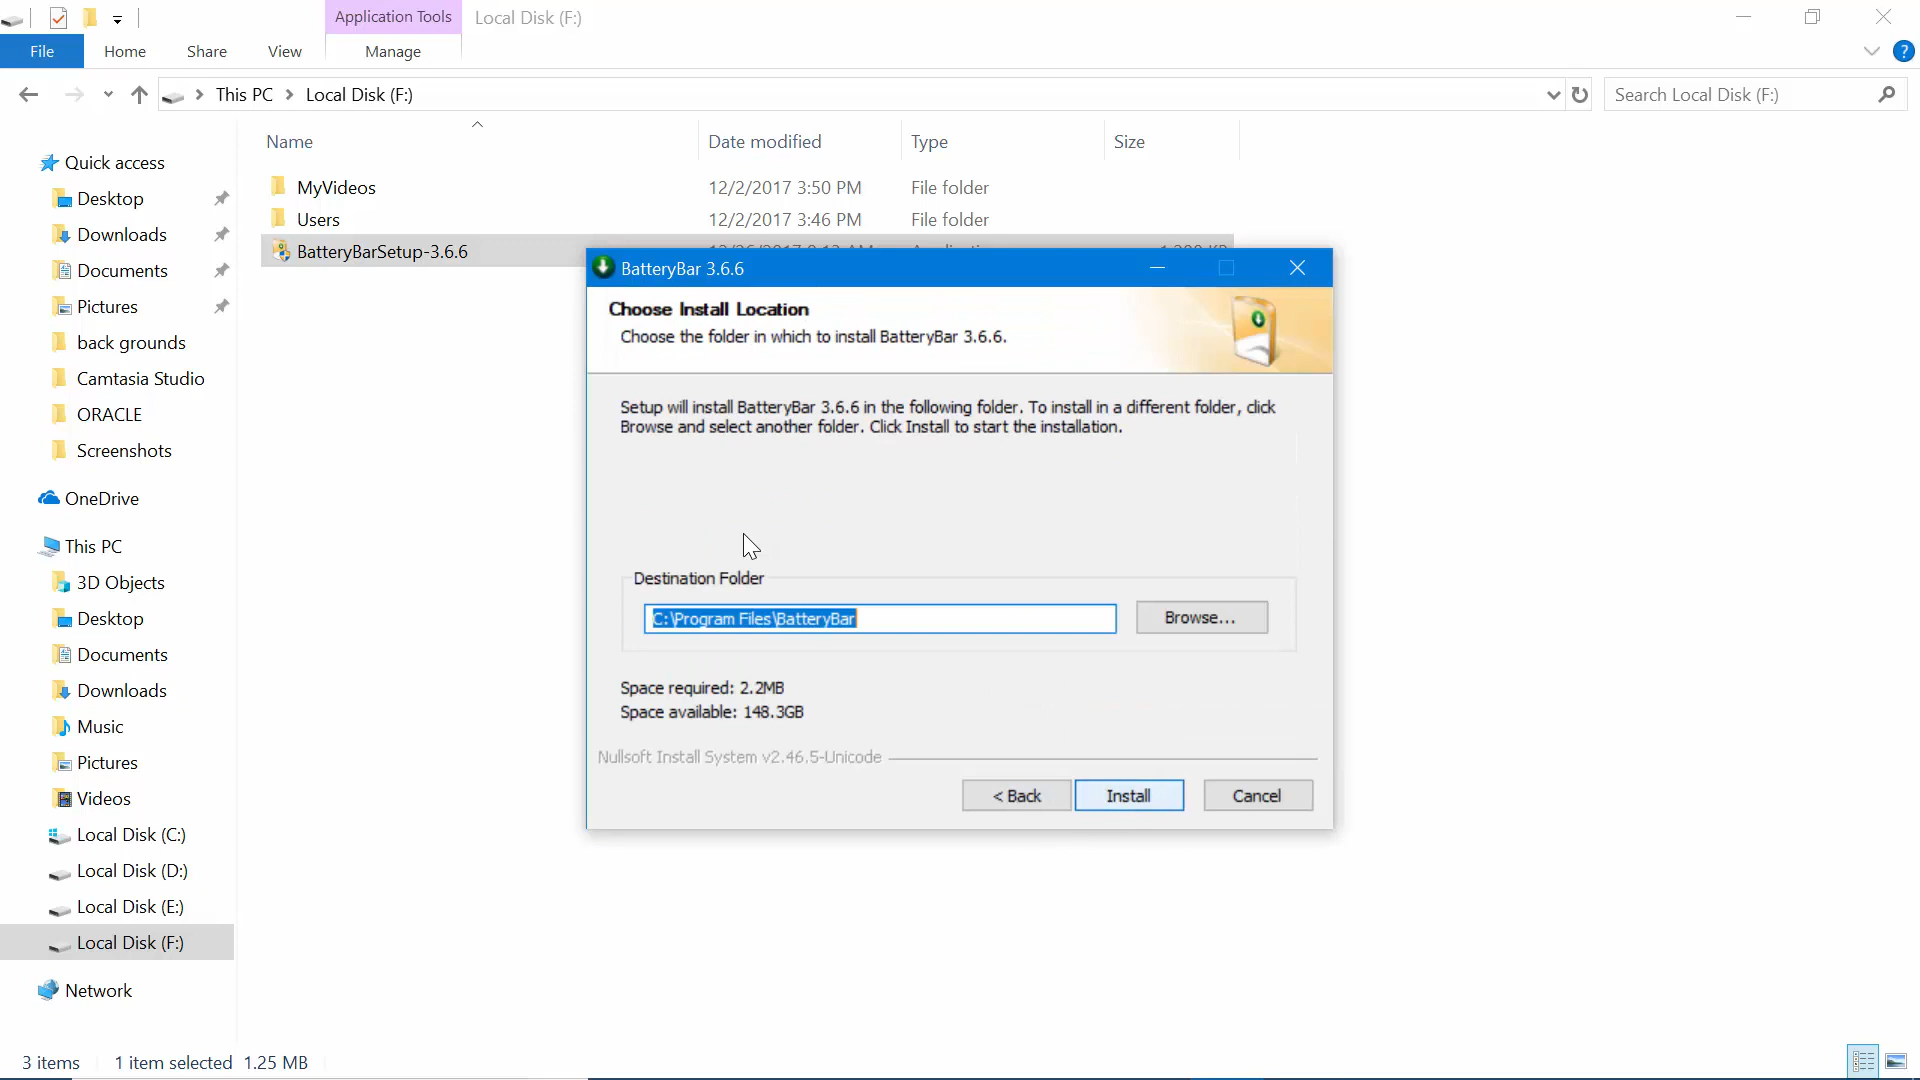 Application Tools
Local Disk (F:)
File
Home
Share
View
Manage
This PC
Local Disk (F:)
Search Local Disk (F:)
Name
Date modified
Type
Size
Quick access
Desktop
Downloads
Documents
Pictures
back grounds
Camtasia Studio
ORACLE
Screenshots
OneDrive
This PC
3D Objects
Desktop
Documents
Downloads
Music
Pictures
Videos
Local Disk (C:)
Local Disk (D:)
Local Disk (E:)
Local Disk (F:)
Network
MyVideos 12/2/2017 3:50 PM File folder
Users 12/2/2017 3:46 PM File folder
BatteryBarSetup-3.6.6
BatteryBar 3.6.6
Choose Install Location
Choose the folder in which to install BatteryBar 3.6.6.
Setup will install BatteryBar 3.6.6 in the following folder. To install in a different folder, click
Browse and select another folder. Click Install to start the installation.
Destination Folder
C:\Program Files\BatteryBar
Browse...
Space required: 2.2MB
Space available: 148.3GB
Nullsoft Install System v2.46.5-Unicode
< Back
Install
Cancel
3 items
1 item selected 1.25 MB